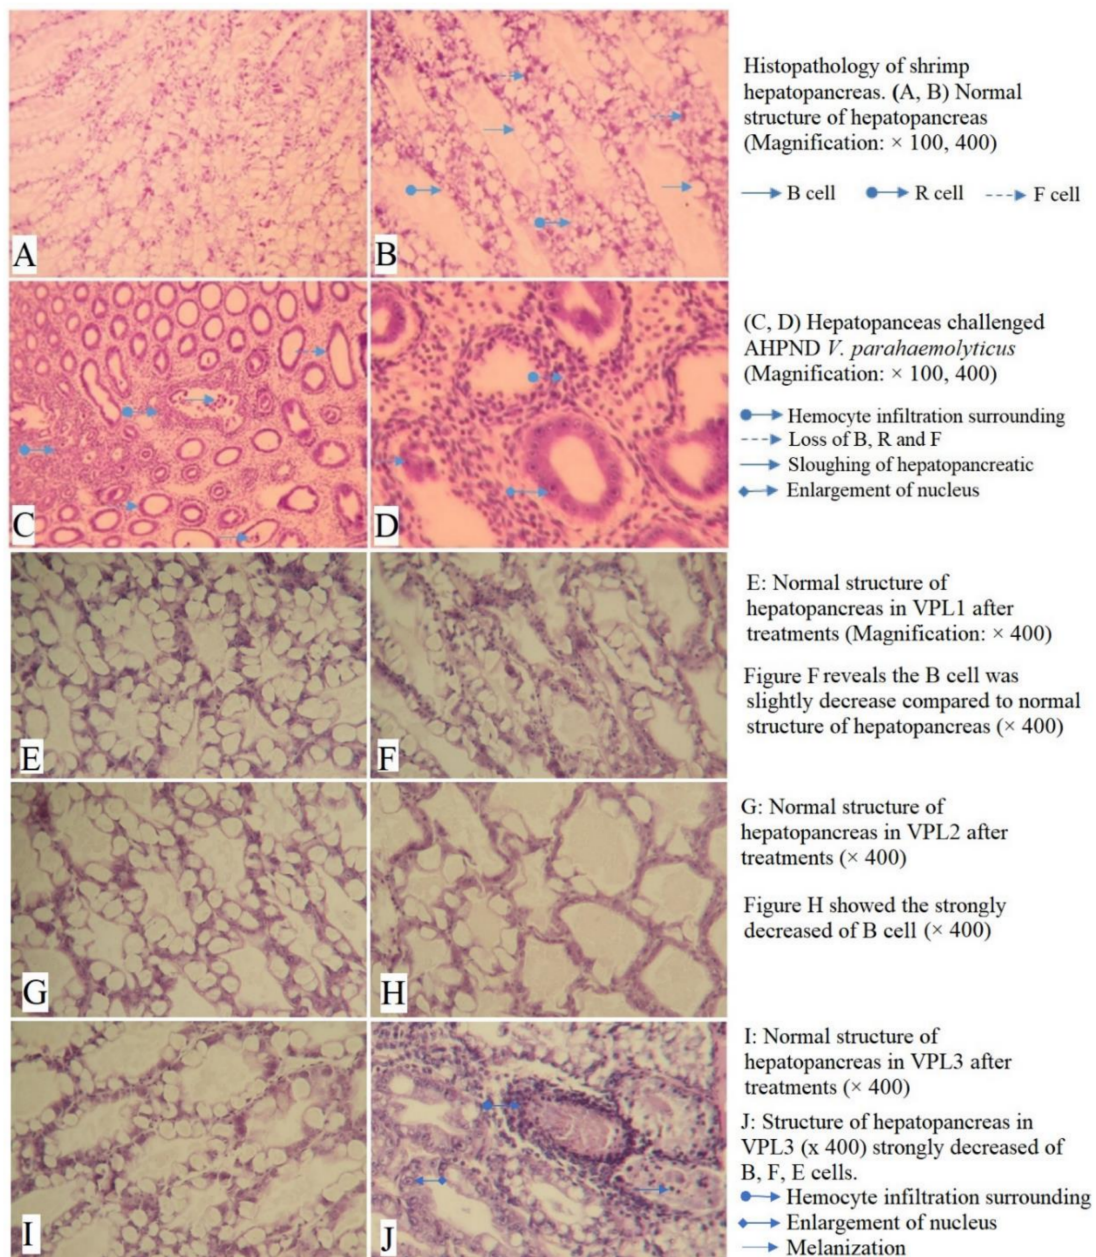 A
B
Histopathology of shrimp
hepatopancreas. (A, B) Normal
structure of hepatopancreas
(Magnification: × 100, 400)
B cell R cell F cell
C
D
(C, D) Hepatopanceas challenged
AHPND V. parahaemolyticus
(Magnification: × 100, 400)
Hemocyte infiltration surrounding
Loss of B, R and F
Sloughing of hepatopancreatic
Enlargement of nucleus
E
F
E: Normal structure of
hepatopancreas in VPL1 after
treatments (Magnification: × 400)
Figure F reveals the B cell was
slightly decrease compared to normal
structure of hepatopancreas (× 400)
G
H
G: Normal structure of
hepatopancreas in VPL2 after
treatments (× 400)
Figure H showed the strongly
decreased of B cell (× 400)
I
J
I: Normal structure of
hepatopancreas in VPL3 after
treatments (× 400)
J: Structure of hepatopancreas in
VPL3 (x 400) strongly decreased of
B, F, E cells.
Hemocyte infiltration surrounding
Enlargement of nucleus
Melanization